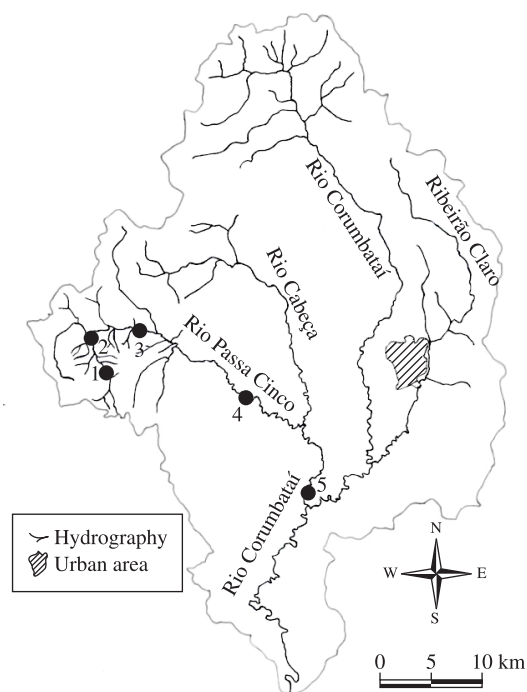 Rio Corumbataí
Ribeirão Claro
Rio Cabeça
Rio Passa Cinco
2
3
1
4
5
Rio Corumbataí
Hydrography
Urban area
N
W
E
S
0 5 10 km